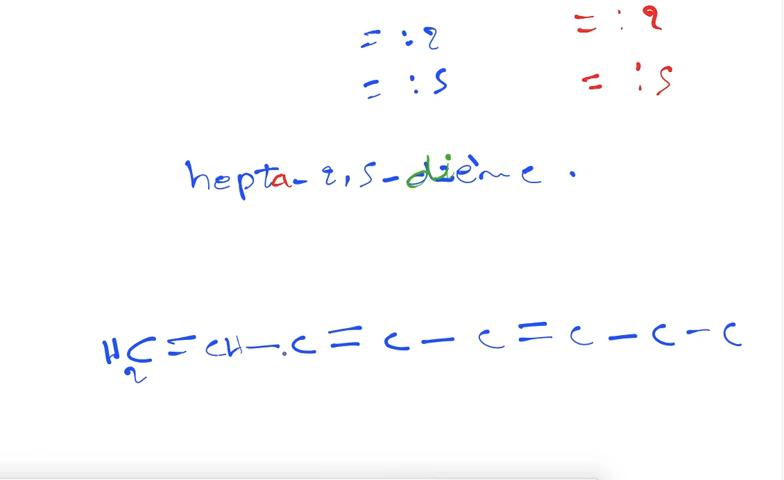 = : 2 = : 2
= : 5 = : 5
hepta-2,5-diène.
H₂C=CH-C=C-C=C-C-C